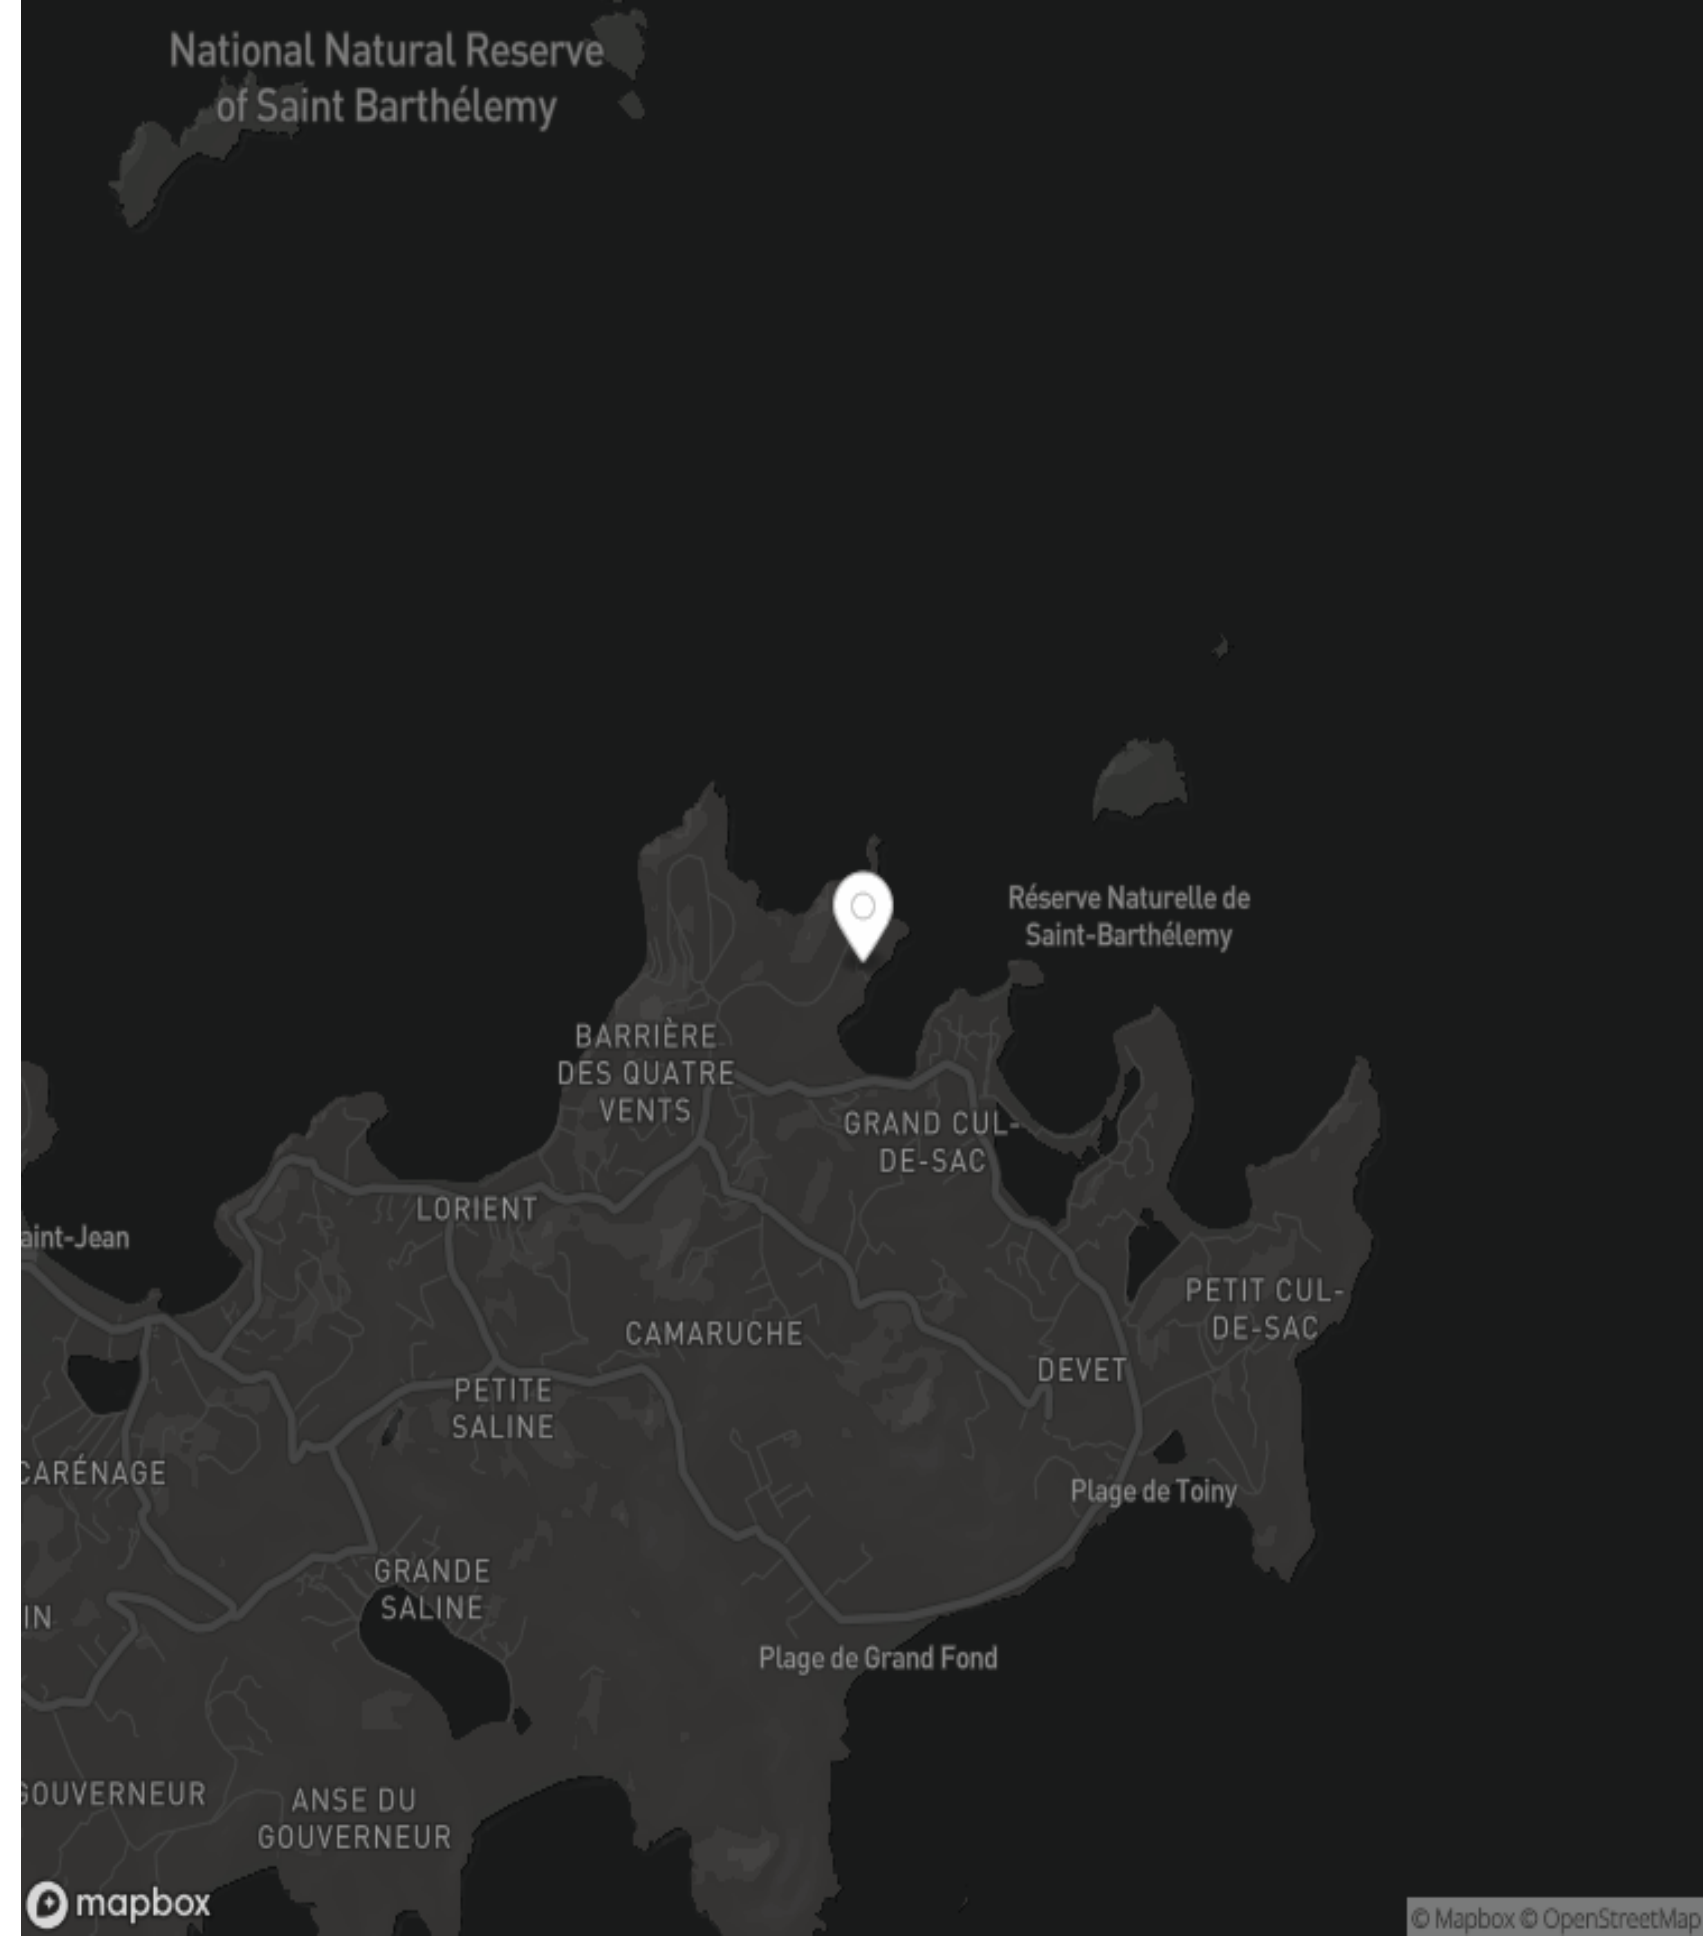 National Natural Reserve
of Saint Barthélemy
Réserve Naturelle de
Saint-Barthélemy
BARRIÈRE
DES QUATRE
VENTS
GRAND CUL-
DE-SAC
LORIENT
aint-Jean
PETIT CUL-
DE-SAC
CAMARUCHE
DEVET
PETITE
SALINE
CARÉNAGE
Plage de Toiny
GRANDE
SALINE
IN
Plage de Grand Fond
GOUVERNEUR
ANSE DU
GOUVERNEUR
mapbox
© Mapbox © OpenStreetMap